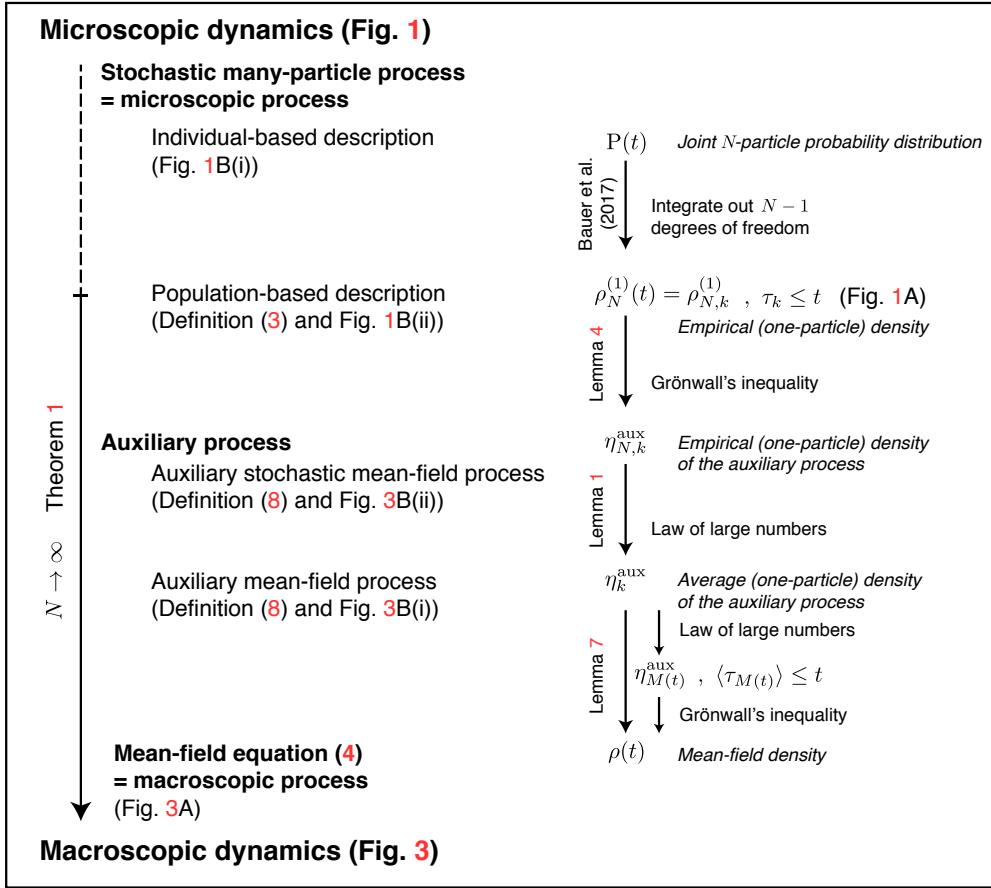 Microscopic dynamics (Fig. 1)
Stochastic many-particle process
= microscopic process
Individual-based description
(Fig. 1B(i))
P(t) Joint N-particle probability distribution
Bauer et al.
(2017)
Integrate out N − 1
degrees of freedom
Population-based description
(Definition (3) and Fig. 1B(ii))
ρ_N^{(1)}(t) = ρ_{N,k}^{(1)} , τ_k ≤ t (Fig. 1A)
Empirical (one-particle) density
Lemma 4
Grönwall's inequality
N → ∞ Theorem 1
Auxiliary process
Auxiliary stochastic mean-field process
(Definition (8) and Fig. 3B(ii))
η_{N,k}^{aux} Empirical (one-particle) density
of the auxiliary process
Lemma 1
Law of large numbers
Auxiliary mean-field process
(Definition (8) and Fig. 3B(i))
η_k^{aux} Average (one-particle) density
of the auxiliary process
Law of large numbers
Lemma 7
η_{M(t)}^{aux} , ⟨τ_{M(t)}⟩ ≤ t
Grönwall's inequality
Mean-field equation (4)
= macroscopic process
(Fig. 3A)
ρ(t) Mean-field density
Macroscopic dynamics (Fig. 3)